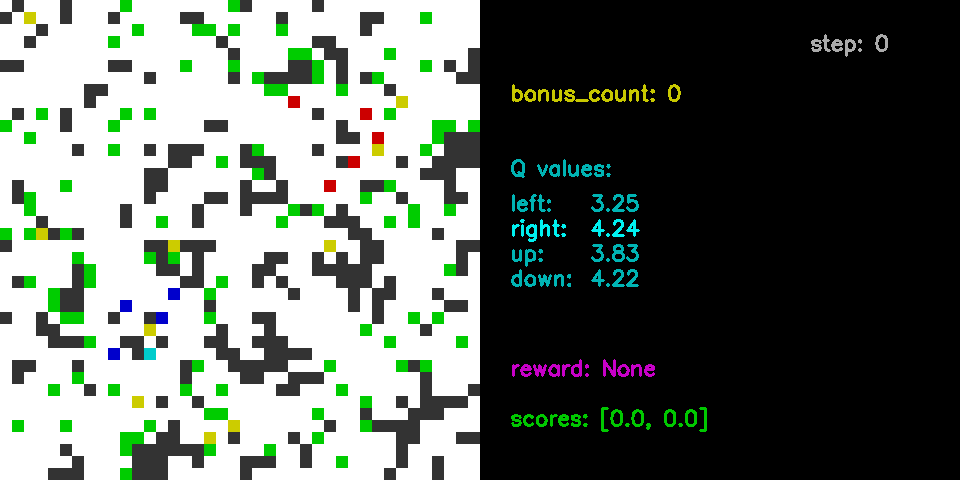 step: 0
bonus_count: 0
Q values:
left: 3.25
right: 4.24
up: 3.83
down: 4.22
reward: None
scores: [0.0, 0.0]